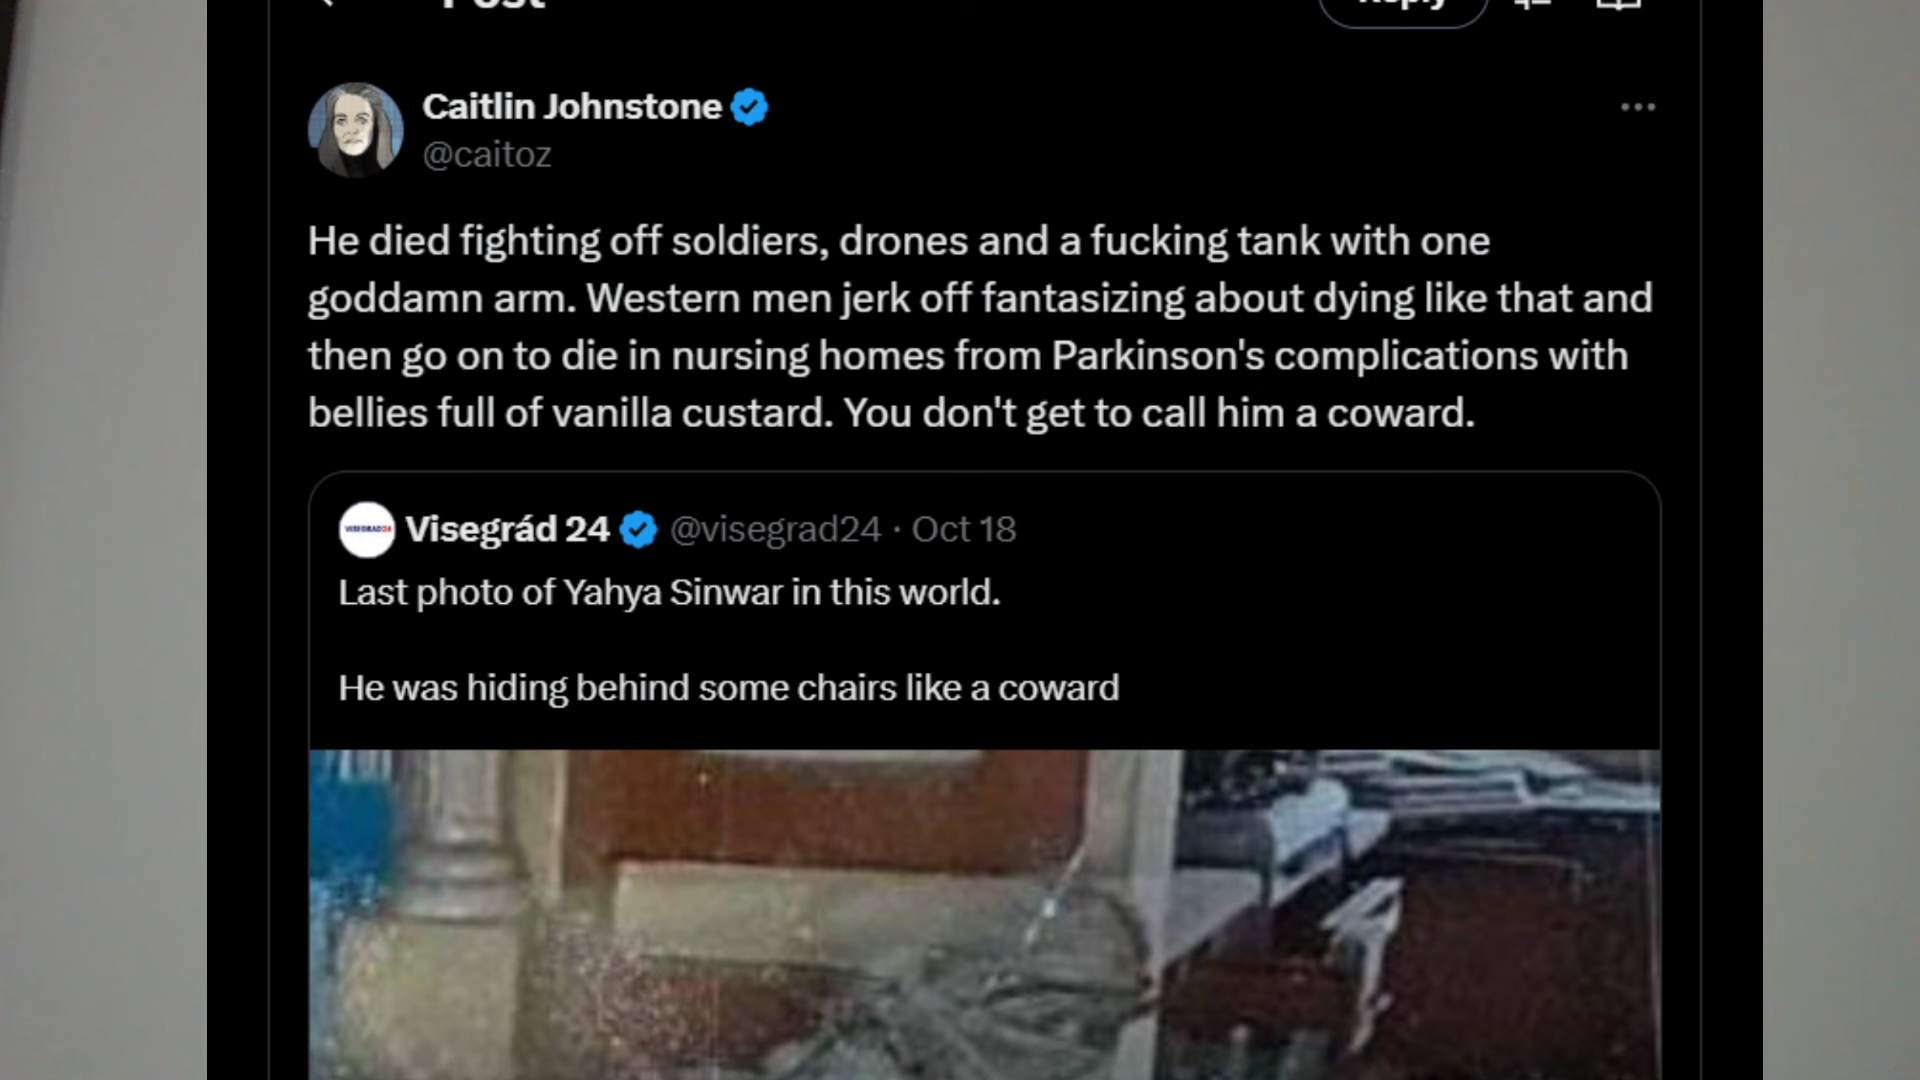 Post
Reply
Caitlin Johnstone
@caitoz
He died fighting off soldiers, drones and a fucking tank with one
goddamn arm. Western men jerk off fantasizing about dying like that and
then go on to die in nursing homes from Parkinson's complications with
bellies full of vanilla custard. You don't get to call him a coward.
VISEGRAD24
Visegrád 24 @visegrad24 · Oct 18
Last photo of Yahya Sinwar in this world.
He was hiding behind some chairs like a coward